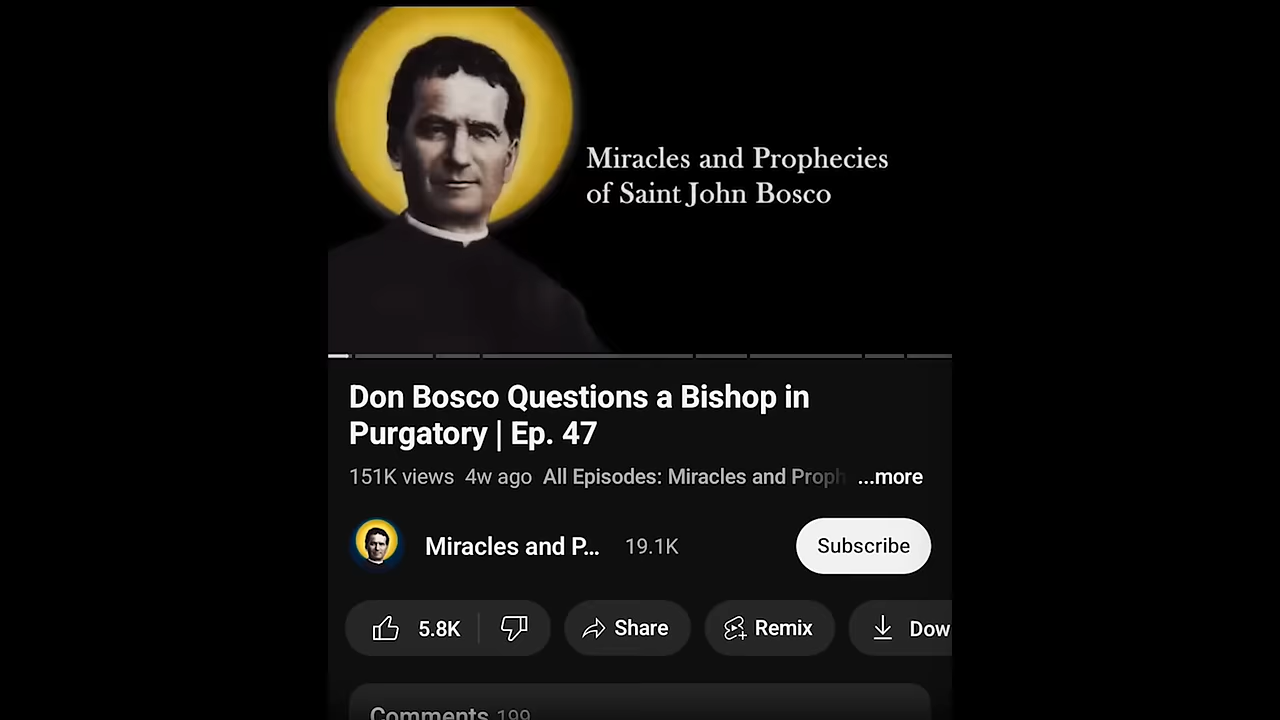 Miracles and Prophecies
of Saint John Bosco
Don Bosco Questions a Bishop in
Purgatory | Ep. 47
151K views 4w ago All Episodes: Miracles and Proph ...more
Miracles and P... 19.1K Subscribe
5.8K Share Remix Dow
Comments 199